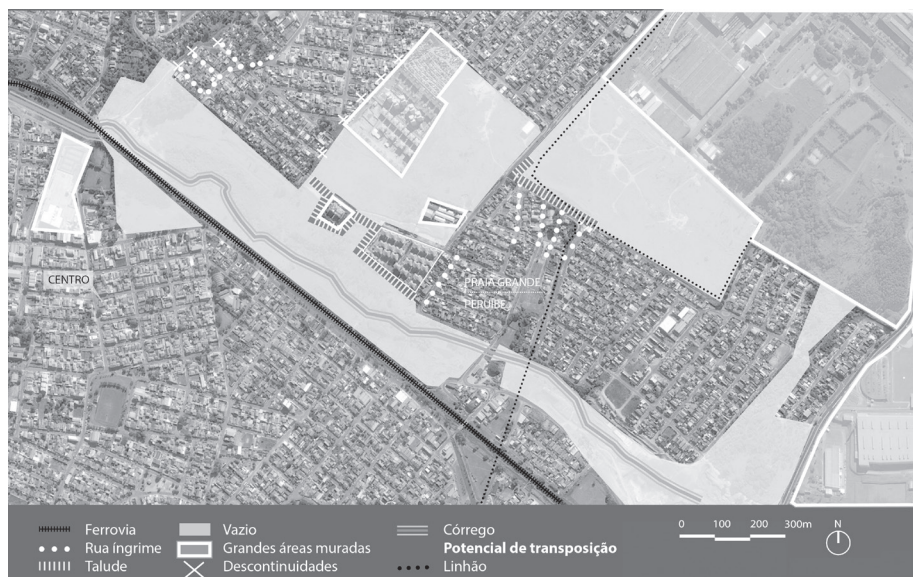 CENTRO
PRAIA GRANDE
PERUÍBE
Ferrovia
Rua íngrime
Talude
Vazio
Grandes áreas muradas
Descontinuidades
Córrego
Potencial de transposição
Linhão
0 100 200 300m
N